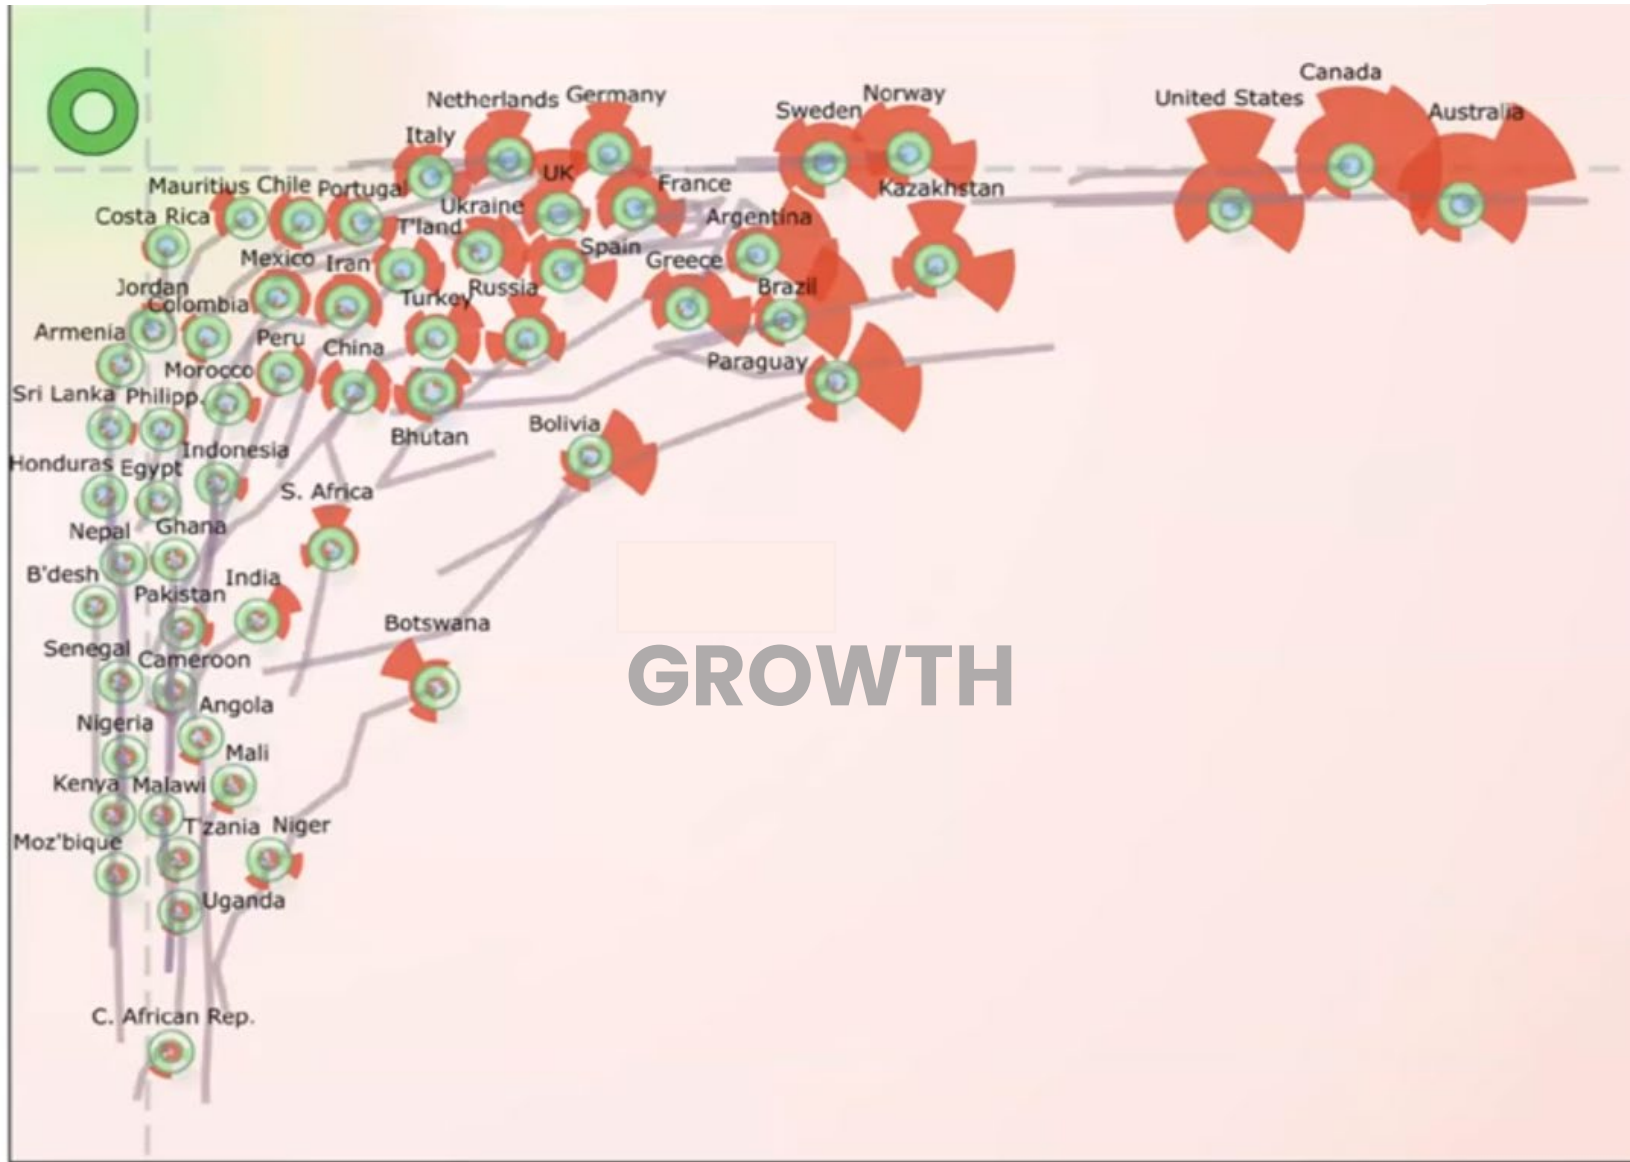 Canada
United States
Norway
Netherlands Germany
Sweden
Australia
Italy
UK
Mauritius Chile Portugal
France
Kazakhstan
Costa Rica
Ukraine
Argentina
T'land
Spain
Mexico Iran
Greece
Jordan
Russia
Brazil
Colombia
Turkey
Armenia
Peru
China
Paraguay
Morocco
Sri Lanka Philipp.
Bolivia
Bhutan
Indonesia
Honduras Egypt
S. Africa
Nepal
Ghana
B'desh
India
Pakistan
Botswana
Senegal
Cameroon
GROWTH
Angola
Nigeria
Mali
Kenya Malawi
T'zania Niger
Moz'bique
Uganda
C. African Rep.